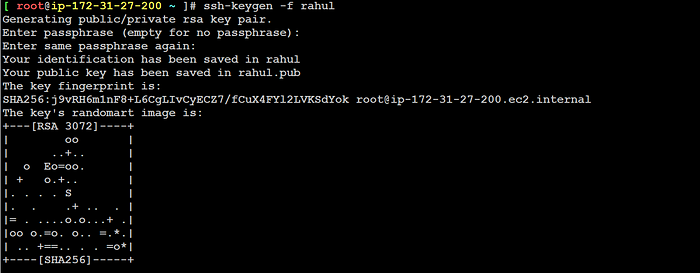 [ root@ip-172-31-27-200 ~ ]# ssh-keygen -f rahul
Generating public/private rsa key pair.
Enter passphrase (empty for no passphrase):
Enter same passphrase again:
Your identification has been saved in rahul
Your public key has been saved in rahul.pub
The key fingerprint is:
SHA256:j9vRH6m1nF8+L6CgLIvCyECZ7/fCuX4FYl2LVKSdYok root@ip-172-31-27-200.ec2.internal
The key's randomart image is:
+---[RSA 3072]----+
|        oo       |
|      ..+..      |
|  o  Eo=oo.      |
| +   o.+..       |
|. . . . S        |
|.  .    .+ ..  . |
|= . ....o.o...+ .|
|oo o.=o. o.. =.*.|
| .. +==.. . . =o*|
+----[SHA256]-----+